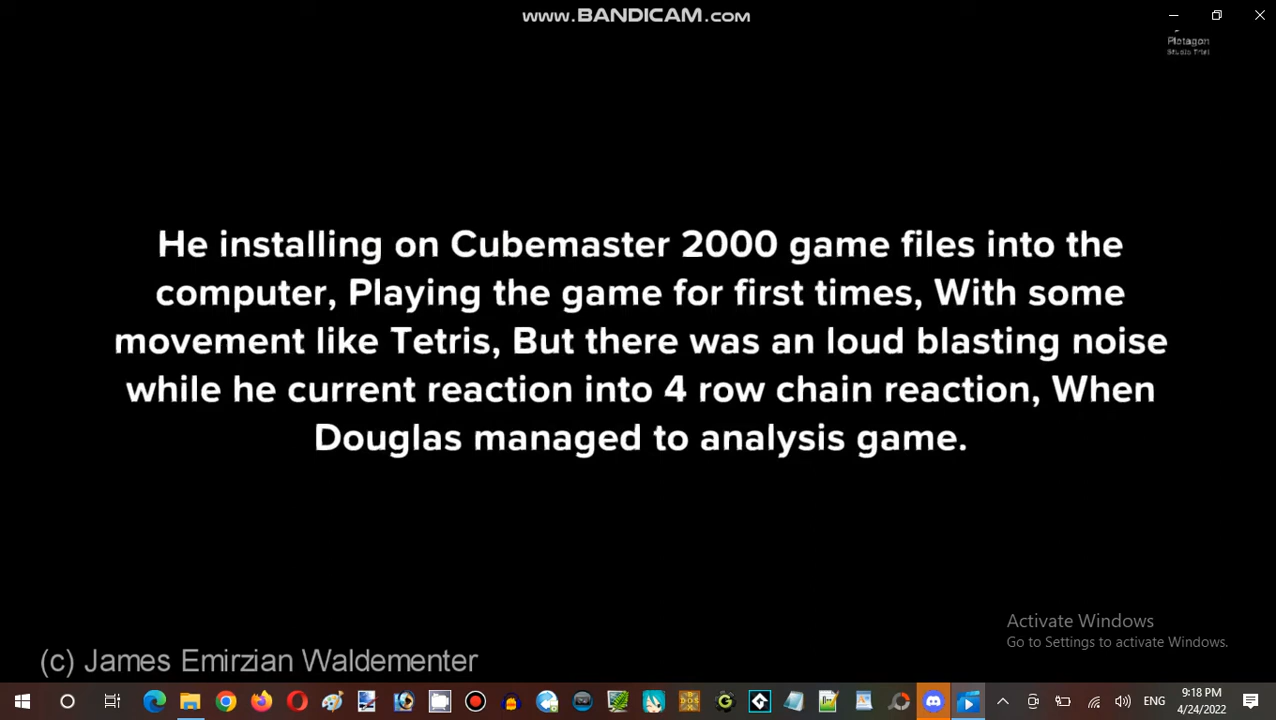 www.BANDICAM.com
Plotagon
Studio Trial
He installing on Cubemaster 2000 game files into the
computer, Playing the game for first times, With some
movement like Tetris, But there was an loud blasting noise
while he current reaction into 4 row chain reaction, When
Douglas managed to analysis game.
Activate Windows
Go to Settings to activate Windows.
(c) James Emirzian Waldementer
ENG
9:18 PM
4/24/2022